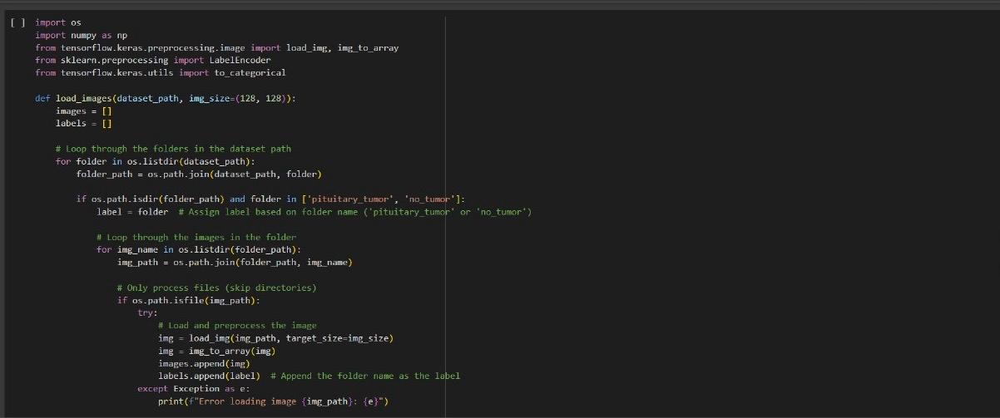 [ ] import os
import numpy as np
from tensorflow.keras.preprocessing.image import load_img, img_to_array
from sklearn.preprocessing import LabelEncoder
from tensorflow.keras.utils import to_categorical
def load_images(dataset_path, img_size=(128, 128)):
images = []
labels = []
# Loop through the folders in the dataset path
for folder in os.listdir(dataset_path):
folder_path = os.path.join(dataset_path, folder)
if os.path.isdir(folder_path) and folder in ['pituitary_tumor', 'no_tumor']:
label = folder  # Assign label based on folder name ('pituitary_tumor' or 'no_tumor')
# Loop through the images in the folder
for img_name in os.listdir(folder_path):
img_path = os.path.join(folder_path, img_name)
# Only process files (skip directories)
if os.path.isfile(img_path):
try:
# Load and preprocess the image
img = load_img(img_path, target_size=img_size)
img = img_to_array(img)
images.append(img)
labels.append(label)  # Append the folder name as the label
except Exception as e:
print(f"Error loading image {img_path}: {e}")